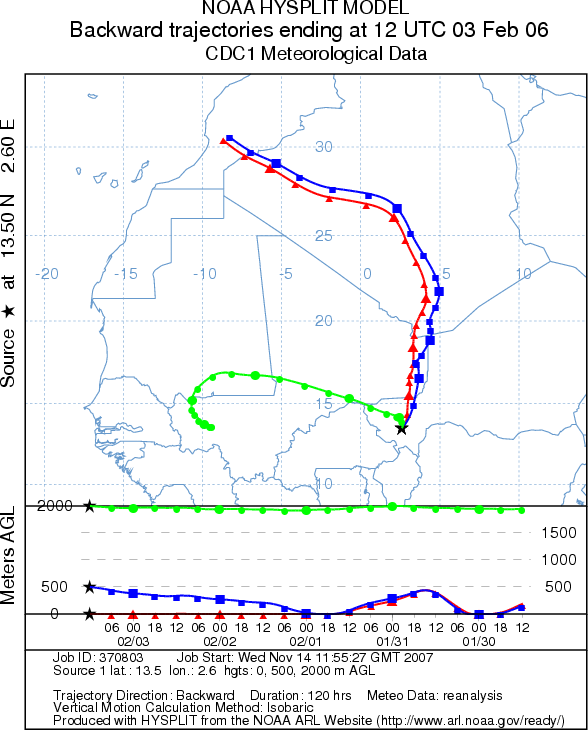 NOAA HYSPLIT MODEL
Backward trajectories ending at 12 UTC 03 Feb 06
CDC1 Meteorological Data
Source ★ at 13.50 N 2.60 E
30
25
-20 -15 -10 -5 0 5 10
20
15
10
Meters AGL
2000
1500
1000
500 500
0
06 00 18 12 06 00 18 12 06 00 18 12 06 00 18 12 06 00 18 12
02/03 02/02 02/01 01/31 01/30
Job ID: 370803 Job Start: Wed Nov 14 11:55:27 GMT 2007
Source 1 lat.: 13.5 lon.: 2.6 hgts: 0, 500, 2000 m AGL
Trajectory Direction: Backward Duration: 120 hrs Meteo Data: reanalysis
Vertical Motion Calculation Method: Isobaric
Produced with HYSPLIT from the NOAA ARL Website (http://www.arl.noaa.gov/ready/)